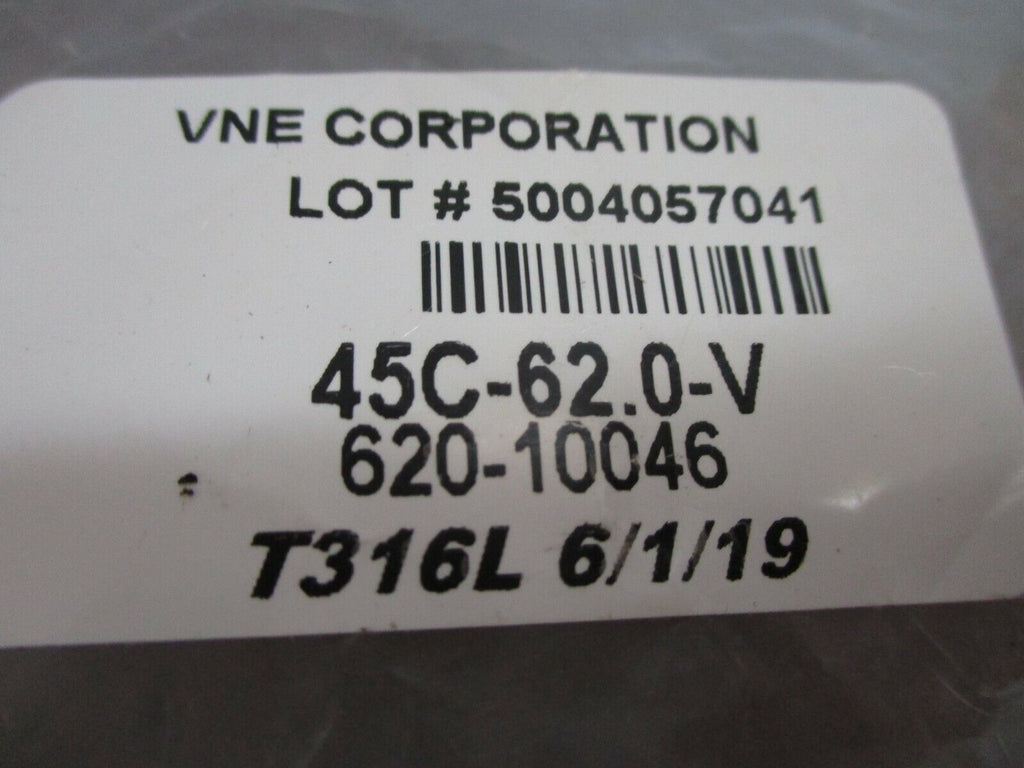 VNE CORPORATION
LOT # 5004057041
45C-62.0-V
620-10046
T316L 6/1/19